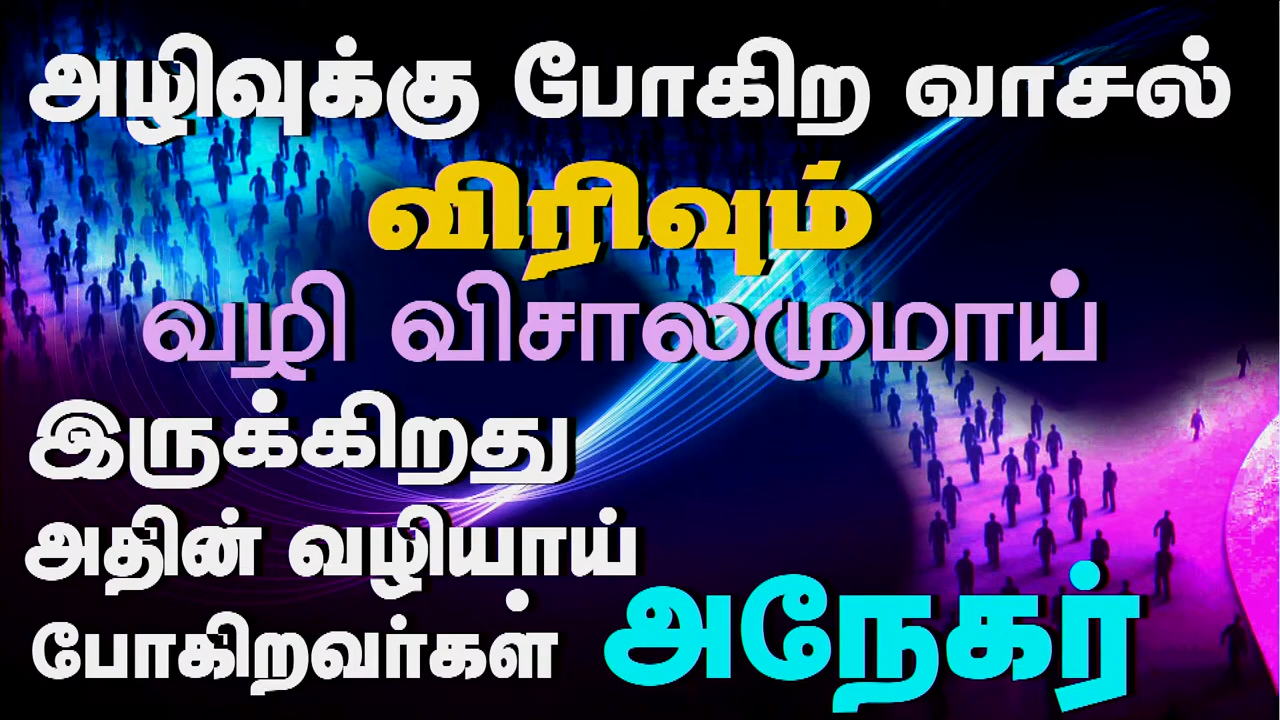 அழிவுக்கு போகிற வாசல்
விரிவும்
வழி விசாலமுமாய்
இருக்கிறது
அதின் வழியாய்
போகிறவர்கள் அநேகர்